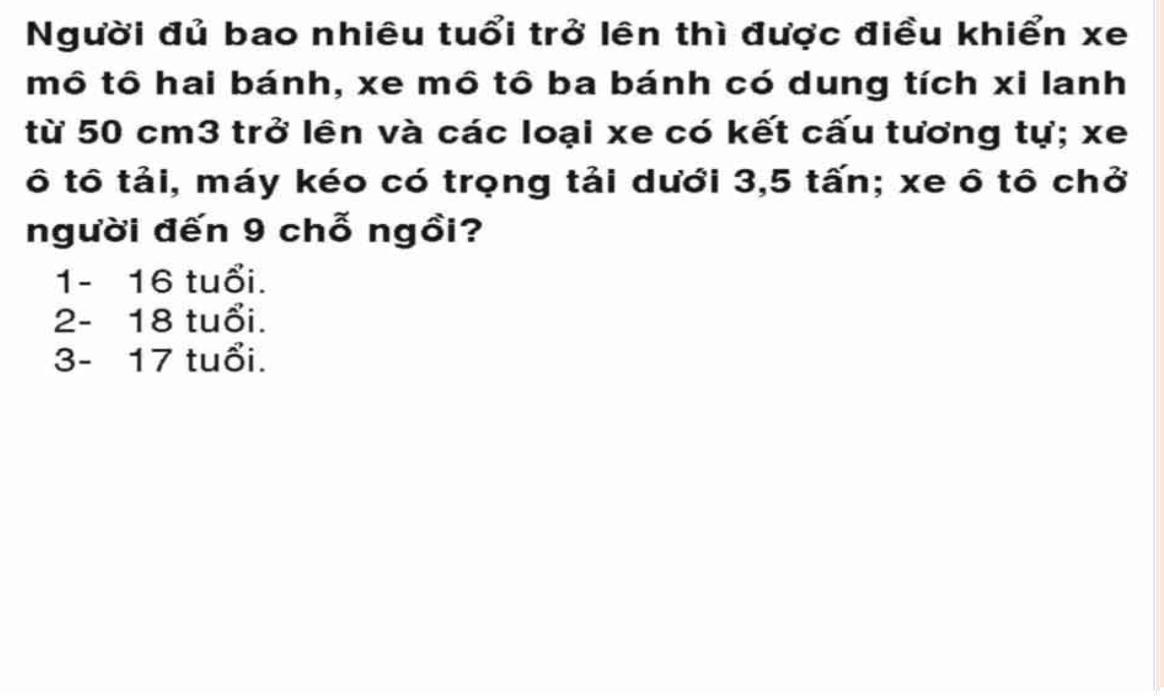 Người đủ bao nhiêu tuổi trở lên thì được điều khiển xe
mô tô hai bánh, xe mô tô ba bánh có dung tích xi lanh
từ 50 cm3 trở lên và các loại xe có kết cấu tương tự; xe
ô tô tải, máy kéo có trọng tải dưới 3,5 tấn; xe ô tô chở
người đến 9 chỗ ngồi?
1- 16 tuổi.
2- 18 tuổi.
3- 17 tuổi.